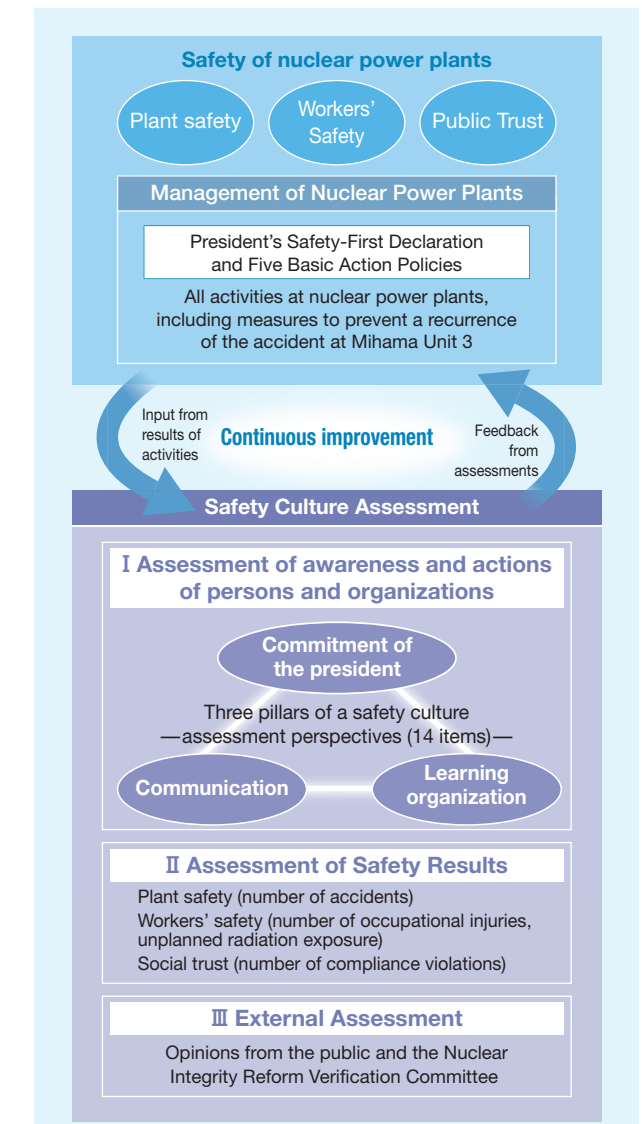 Safety of nuclear power plants
Plant safety
Workers'
Safety
Public Trust
Management of Nuclear Power Plants
President's Safety-First Declaration
and Five Basic Action Policies
All activities at nuclear power plants,
including measures to prevent a recurrence
of the accident at Mihama Unit 3
Input from
results of
activities
Continuous improvement
Feedback
from
assessments
Safety Culture Assessment
Ⅰ Assessment of awareness and actions
of persons and organizations
Commitment of
the president
Three pillars of a safety culture
—assessment perspectives (14 items)—
Communication
Learning
organization
Ⅱ Assessment of Safety Results
Plant safety (number of accidents)
Workers' safety (number of occupational injuries,
unplanned radiation exposure)
Social trust (number of compliance violations)
Ⅲ External Assessment
Opinions from the public and the Nuclear
Integrity Reform Verification Committee